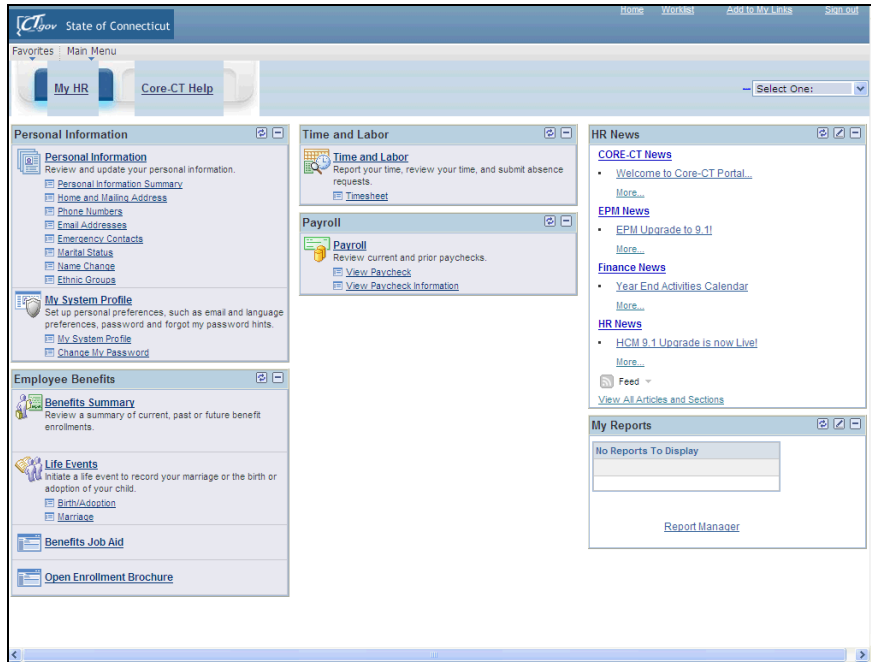 Home Worklist Add to My Links Sign out
CT.gov State of Connecticut
Favorites Main Menu
My HR Core-CT Help
Select One:
Personal Information
Personal Information
Review and update your personal information.
Personal Information Summary
Home and Mailing Address
Phone Numbers
Email Addresses
Emergency Contacts
Marital Status
Name Change
Ethnic Groups
My System Profile
Set up personal preferences, such as email and language
preferences, password and forgot my password hints.
My System Profile
Change My Password
Employee Benefits
Benefits Summary
Review a summary of current, past or future benefit
enrollments.
Life Events
Initiate a life event to record your marriage or the birth or
adoption of your child.
Birth/Adoption
Marriage
Benefits Job Aid
Open Enrollment Brochure
Time and Labor
Time and Labor
Report your time, review your time, and submit absence
requests.
Timesheet
Payroll
Payroll
Review current and prior paychecks.
View Paycheck
View Paycheck Information
HR News
CORE-CT News
Welcome to Core-CT Portal...
More...
EPM News
EPM Upgrade to 9.1!
More...
Finance News
Year End Activities Calendar
More...
HR News
HCM 9.1 Upgrade is now Live!
More...
Feed
View All Articles and Sections
My Reports
No Reports To Display
Report Manager